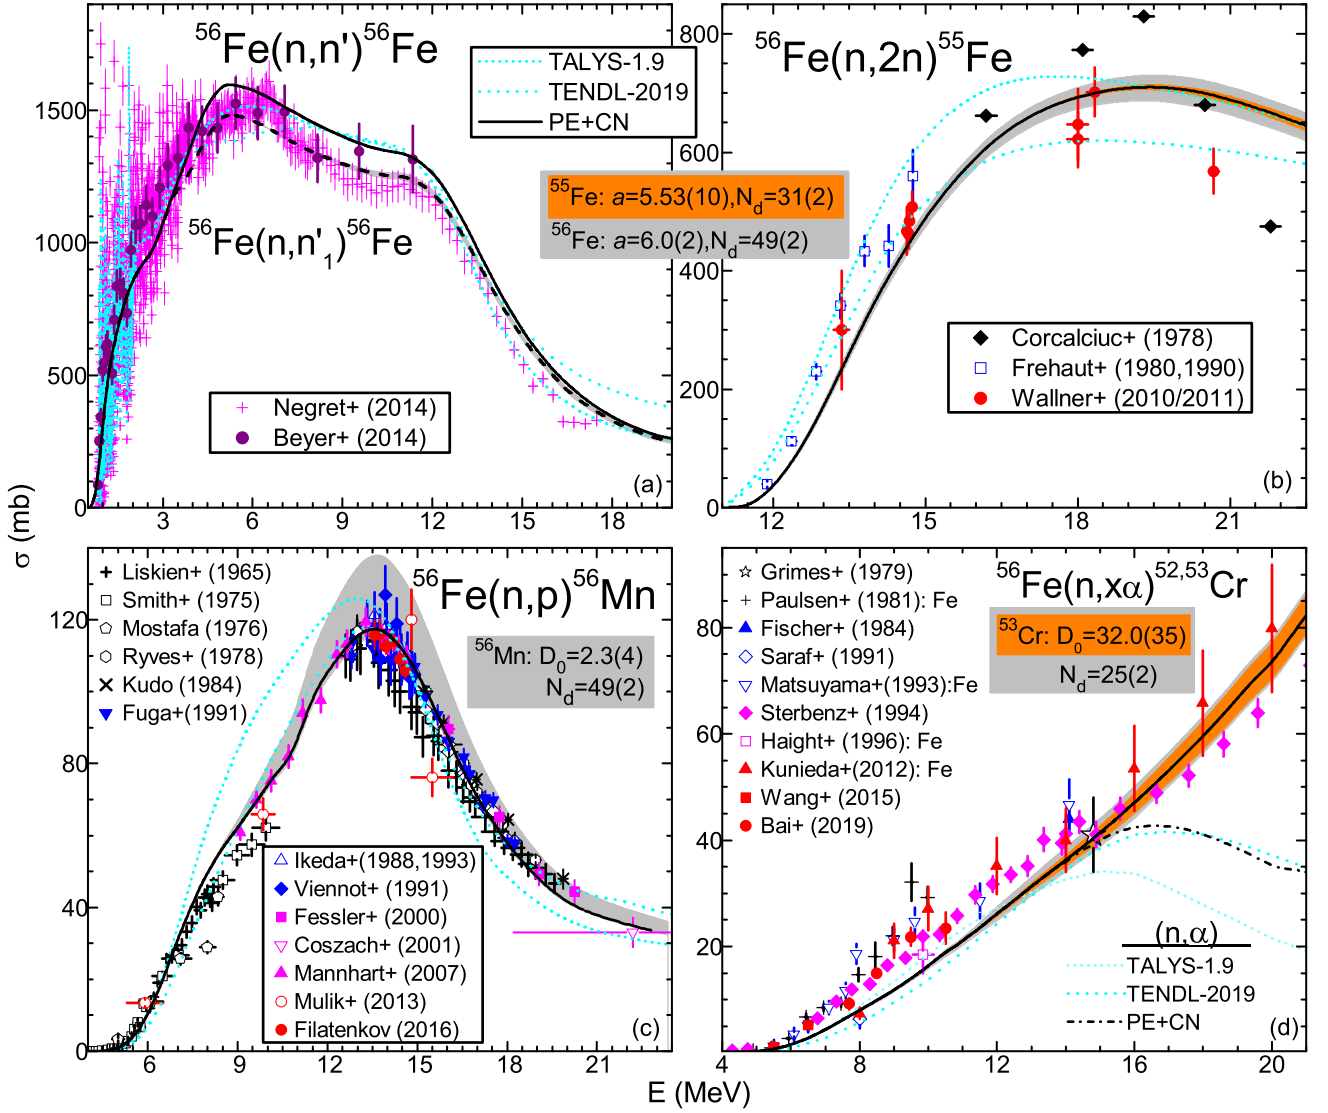 ⁵⁶Fe(n,n')⁵⁶Fe
⁵⁶Fe(n,n'₁)⁵⁶Fe
TALYS-1.9
TENDL-2019
PE+CN
Negret+ (2014)
Beyer+ (2014)
(a)
0
500
1000
1500
3
6
9
12
15
18
⁵⁶Fe(n,2n)⁵⁵Fe
⁵⁵Fe: a=5.53(10),N_d=31(2)
⁵⁶Fe: a=6.0(2),N_d=49(2)
Corcalciuc+ (1978)
Frehaut+ (1980,1990)
Wallner+ (2010/2011)
(b)
0
200
400
600
800
12
15
18
21
σ (mb)
Liskien+ (1965)
Smith+ (1975)
Mostafa (1976)
Ryves+ (1978)
Kudo (1984)
Fuga+(1991)
⁵⁶Fe(n,p)⁵⁶Mn
⁵⁶Mn: D₀=2.3(4)
N_d=49(2)
Ikeda+(1988,1993)
Viennot+ (1991)
Fessler+ (2000)
Coszach+ (2001)
Mannhart+ (2007)
Mulik+ (2013)
Filatenkov (2016)
(c)
0
40
80
120
6
9
12
15
18
21
Grimes+ (1979)
Paulsen+ (1981): Fe
Fischer+ (1984)
Saraf+ (1991)
Matsuyama+(1993):Fe
Sterbenz+ (1994)
Haight+ (1996): Fe
Kunieda+(2012): Fe
Wang+ (2015)
Bai+ (2019)
⁵⁶Fe(n,xα)⁵²,⁵³Cr
⁵³Cr: D₀=32.0(35)
N_d=25(2)
(n,α)
TALYS-1.9
TENDL-2019
PE+CN
(d)
20
40
60
80
4
8
12
16
20
E (MeV)